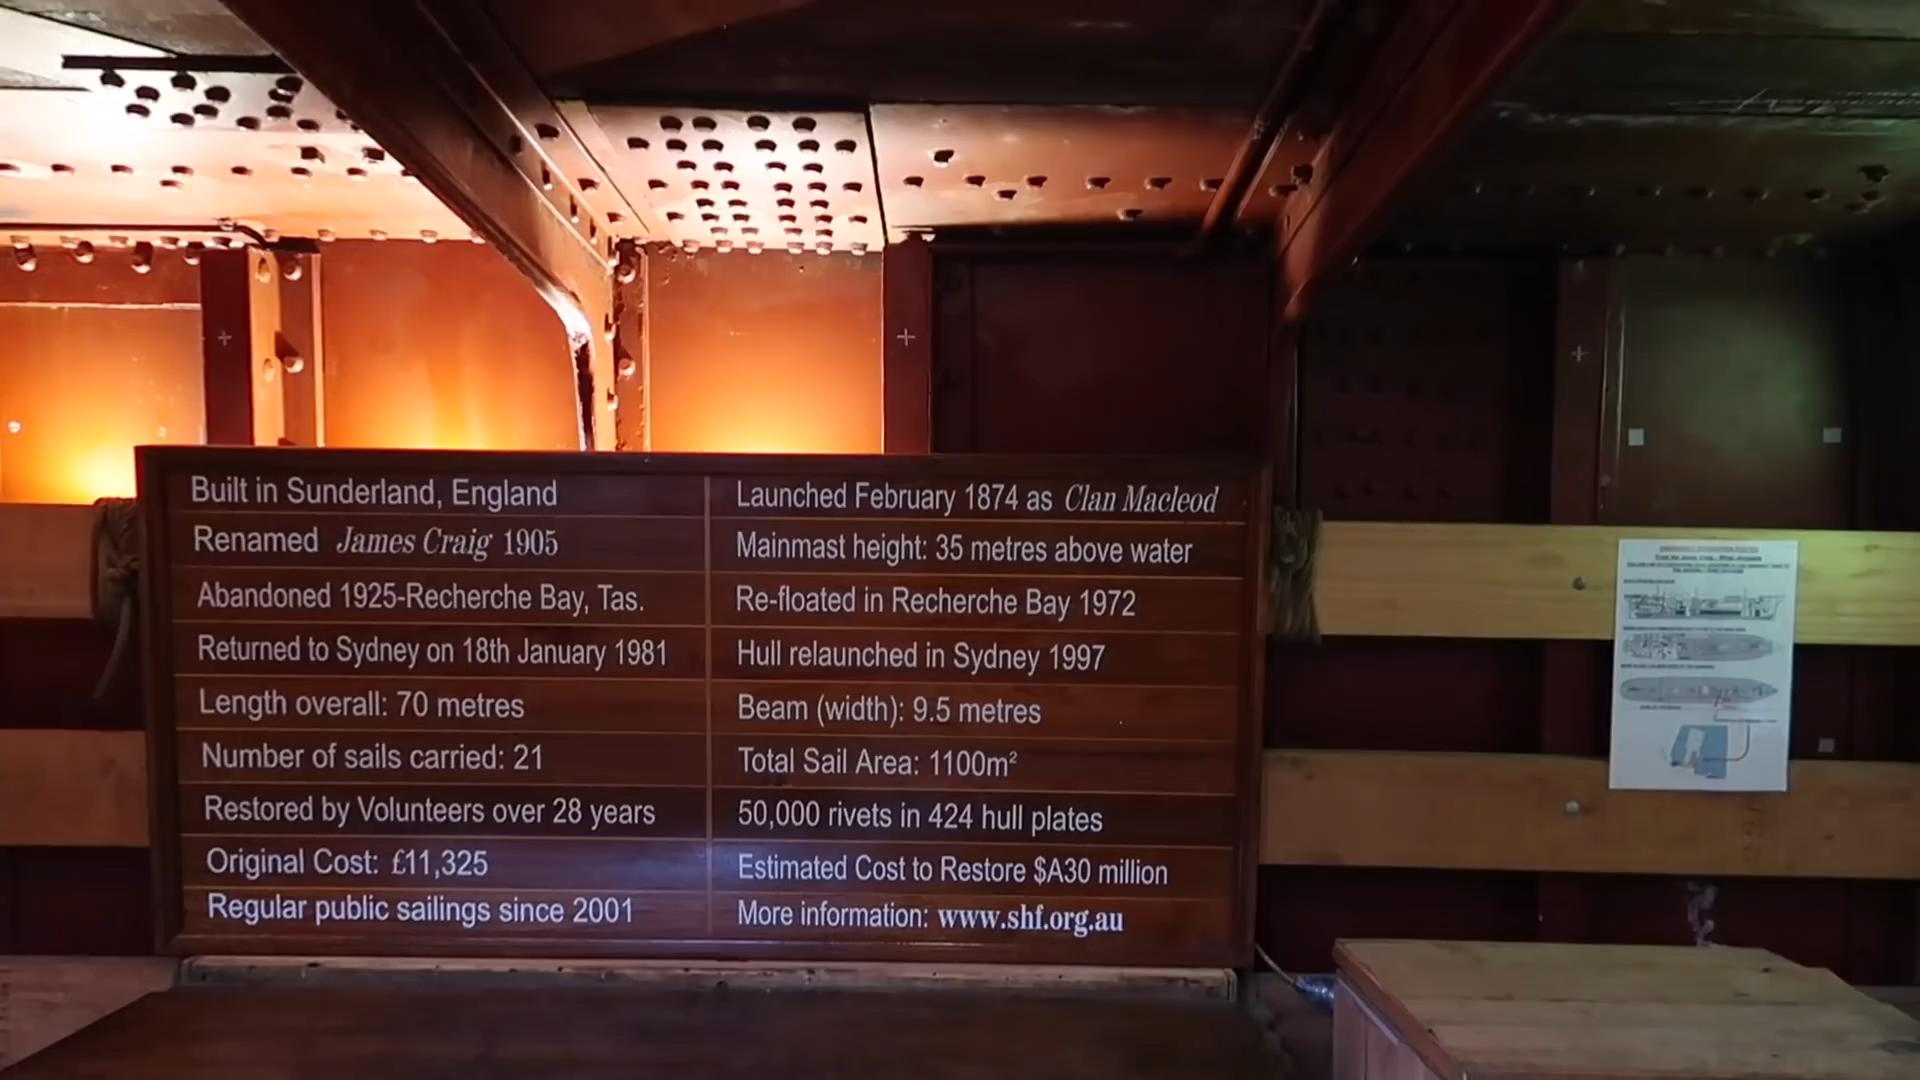 Built in Sunderland, England
Launched February 1874 as Clan Macleod
Renamed James Craig 1905
Mainmast height: 35 metres above water
Abandoned 1925-Recherche Bay, Tas.
Re-floated in Recherche Bay 1972
Returned to Sydney on 18th January 1981
Hull relaunched in Sydney 1997
Length overall: 70 metres
Beam (width): 9.5 metres
Number of sails carried: 21
Total Sail Area: 1100m²
Restored by Volunteers over 28 years
50,000 rivets in 424 hull plates
Original Cost: £11,325
Estimated Cost to Restore $A30 million
Regular public sailings since 2001
More information: www.shf.org.au